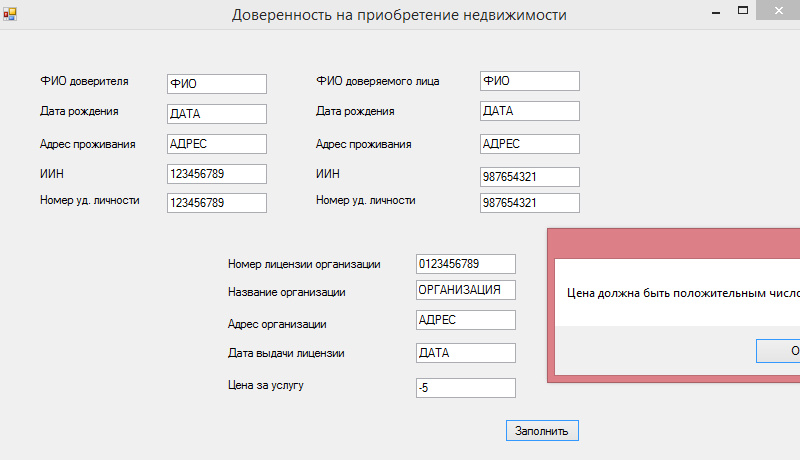 Доверенность на приобретение недвижимости
ФИО доверителя ФИО ФИО доверяемого лица ФИО
Дата рождения ДАТА Дата рождения ДАТА
Адрес проживания АДРЕС Адрес проживания АДРЕС
ИИН 123456789 ИИН 987654321
Номер уд. личности 123456789 Номер уд. личности 987654321
Номер лицензии организации 0123456789
Название организации ОРГАНИЗАЦИЯ
Цена должна быть положительным число
Адрес организации АДРЕС
Дата выдачи лицензии ДАТА
Цена за услугу -5
Заполнить